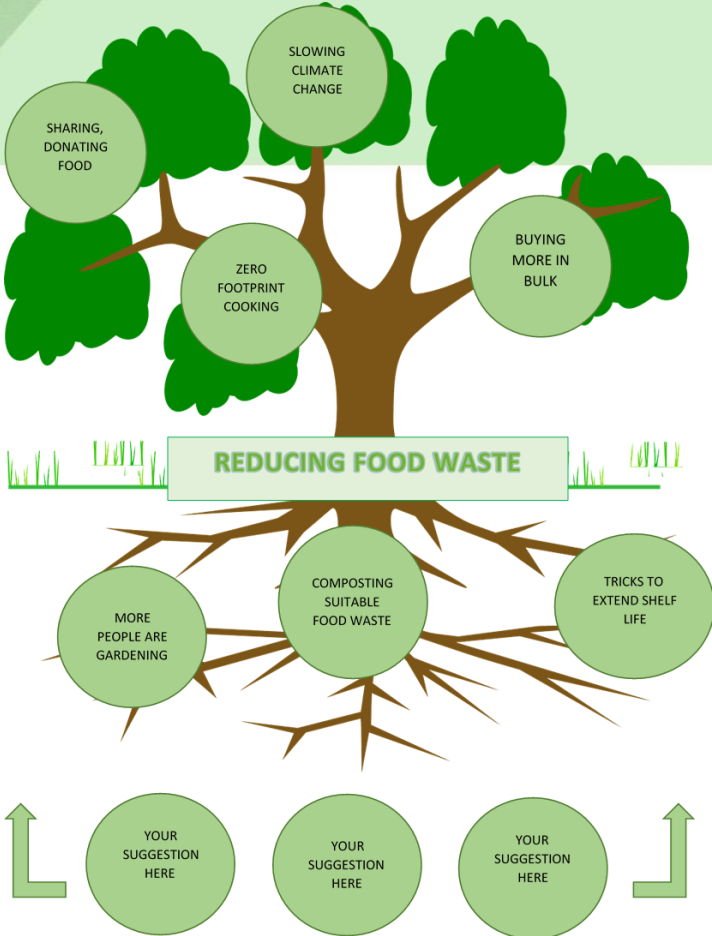 SLOWING
CLIMATE
CHANGE
SHARING,
DONATING
FOOD
ZERO
FOOTPRINT
COOKING
BUYING
MORE IN
BULK
REDUCING FOOD WASTE
MORE
PEOPLE ARE
GARDENING
COMPOSTING
SUITABLE
FOOD WASTE
TRICKS TO
EXTEND SHELF
LIFE
YOUR
SUGGESTION
HERE
YOUR
SUGGESTION
HERE
YOUR
SUGGESTION
HERE